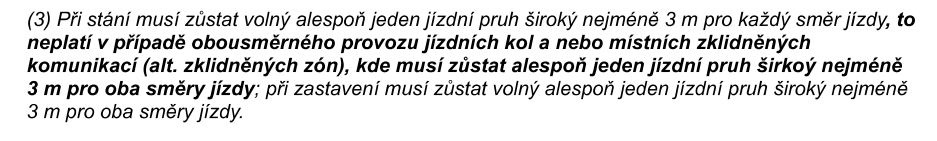 (3) Při stání musí zůstat volný alespoň jeden jízdní pruh široký nejméně 3 m pro každý směr jízdy, to
neplatí v případě obousměrného provozu jízdních kol a nebo místních zklidněných
komunikací (alt. zklidněných zón), kde musí zůstat alespoň jeden jízdní pruh širkoý nejméně
3 m pro oba směry jízdy; při zastavení musí zůstat volný alespoň jeden jízdní pruh široký nejméně
3 m pro oba směry jízdy.